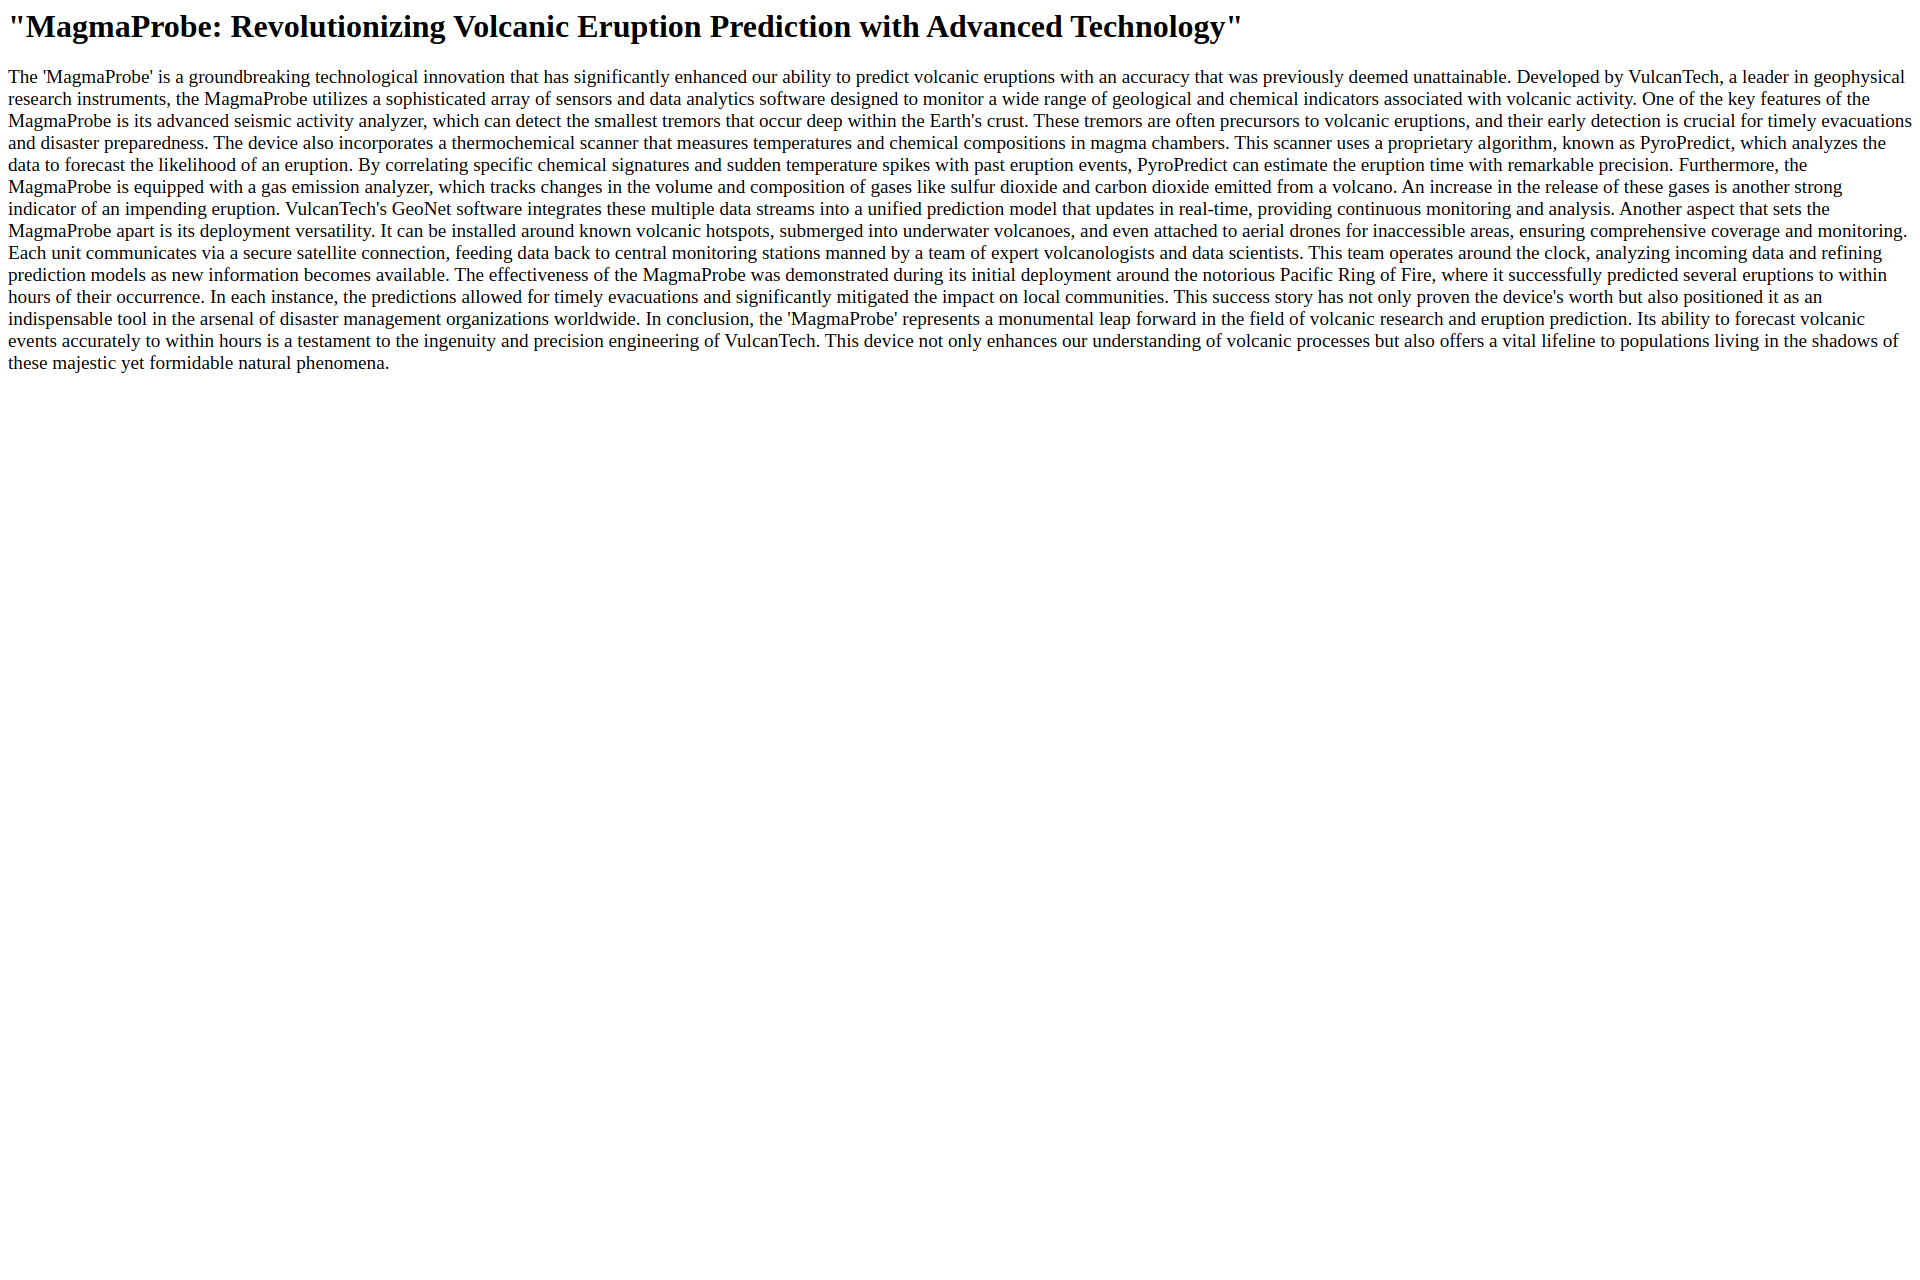 "MagmaProbe: Revolutionizing Volcanic Eruption Prediction with Advanced Technology"
The 'MagmaProbe' is a groundbreaking technological innovation that has significantly enhanced our ability to predict volcanic eruptions with an accuracy that was previously deemed unattainable. Developed by VulcanTech, a leader in geophysical
research instruments, the MagmaProbe utilizes a sophisticated array of sensors and data analytics software designed to monitor a wide range of geological and chemical indicators associated with volcanic activity. One of the key features of the
MagmaProbe is its advanced seismic activity analyzer, which can detect the smallest tremors that occur deep within the Earth's crust. These tremors are often precursors to volcanic eruptions, and their early detection is crucial for timely evacuations
and disaster preparedness. The device also incorporates a thermochemical scanner that measures temperatures and chemical compositions in magma chambers. This scanner uses a proprietary algorithm, known as PyroPredict, which analyzes the
data to forecast the likelihood of an eruption. By correlating specific chemical signatures and sudden temperature spikes with past eruption events, PyroPredict can estimate the eruption time with remarkable precision. Furthermore, the
MagmaProbe is equipped with a gas emission analyzer, which tracks changes in the volume and composition of gases like sulfur dioxide and carbon dioxide emitted from a volcano. An increase in the release of these gases is another strong
indicator of an impending eruption. VulcanTech's GeoNet software integrates these multiple data streams into a unified prediction model that updates in real-time, providing continuous monitoring and analysis. Another aspect that sets the
MagmaProbe apart is its deployment versatility. It can be installed around known volcanic hotspots, submerged into underwater volcanoes, and even attached to aerial drones for inaccessible areas, ensuring comprehensive coverage and monitoring.
Each unit communicates via a secure satellite connection, feeding data back to central monitoring stations manned by a team of expert volcanologists and data scientists. This team operates around the clock, analyzing incoming data and refining
prediction models as new information becomes available. The effectiveness of the MagmaProbe was demonstrated during its initial deployment around the notorious Pacific Ring of Fire, where it successfully predicted several eruptions to within
hours of their occurrence. In each instance, the predictions allowed for timely evacuations and significantly mitigated the impact on local communities. This success story has not only proven the device's worth but also positioned it as an
indispensable tool in the arsenal of disaster management organizations worldwide. In conclusion, the 'MagmaProbe' represents a monumental leap forward in the field of volcanic research and eruption prediction. Its ability to forecast volcanic
events accurately to within hours is a testament to the ingenuity and precision engineering of VulcanTech. This device not only enhances our understanding of volcanic processes but also offers a vital lifeline to populations living in the shadows of
these majestic yet formidable natural phenomena.